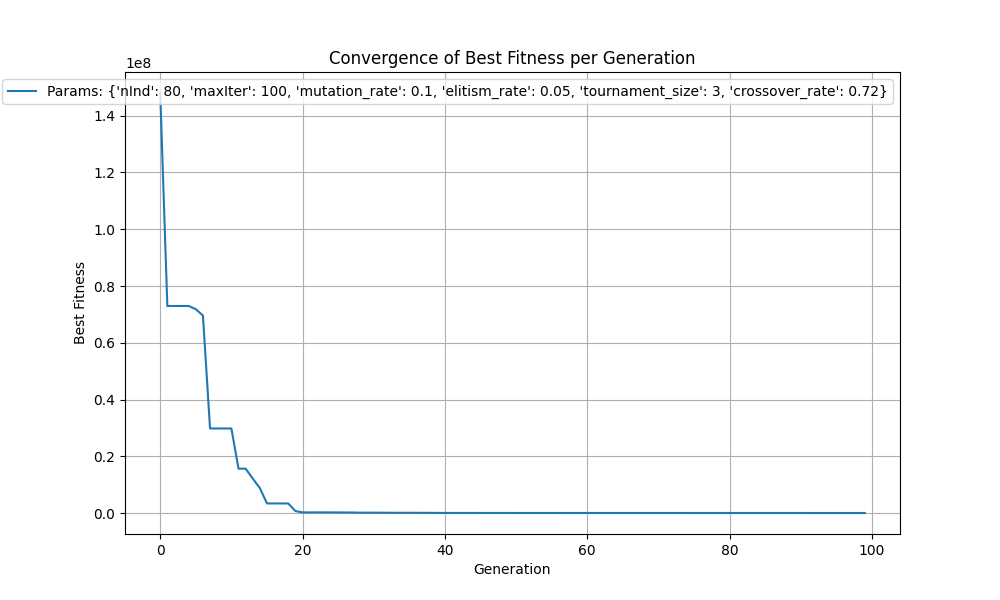 Convergence of Best Fitness per Generation
1e8
Params: {'nInd': 80, 'maxIter': 100, 'mutation_rate': 0.1, 'elitism_rate': 0.05, 'tournament_size': 3, 'crossover_rate': 0.72}
1.4
1.2
1.0
0.8
0.6
0.4
0.2
0.0
Best Fitness
0 20 40 60 80 100
Generation